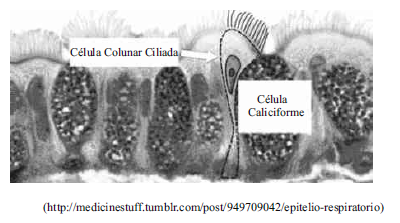 Célula Colunar Ciliada
Célula
Caliciforme
(http://medicinestuff.tumblr.com/post/949709042/epitelio-respiratorio)